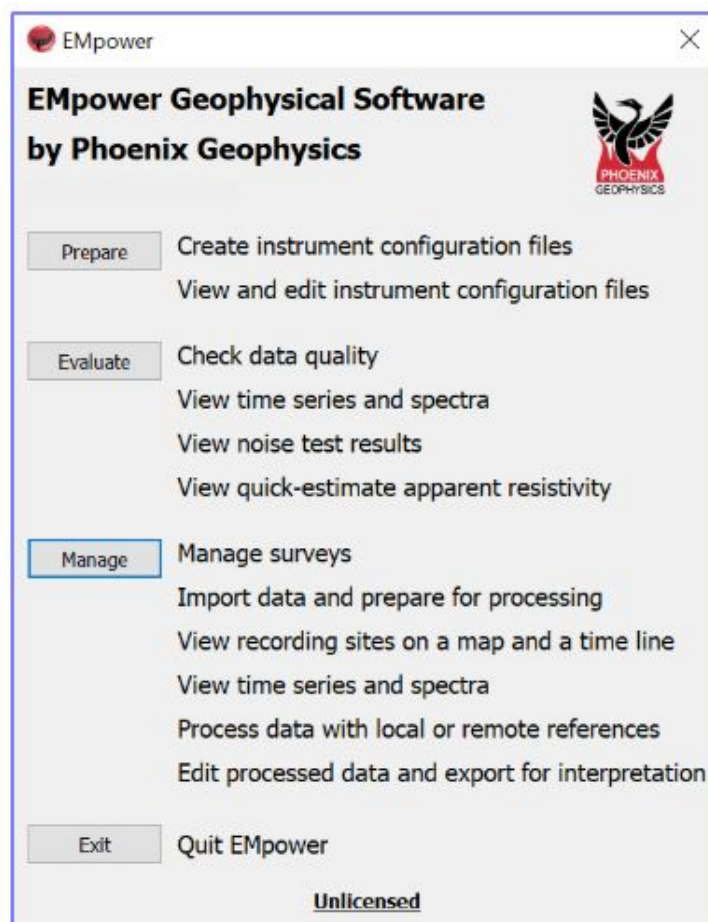 EMpower
EMpower Geophysical Software
by Phoenix Geophysics
PHOENIX
GEOPHYSICS
Prepare
Create instrument configuration files
View and edit instrument configuration files
Evaluate
Check data quality
View time series and spectra
View noise test results
View quick-estimate apparent resistivity
Manage
Manage surveys
Import data and prepare for processing
View recording sites on a map and a time line
View time series and spectra
Process data with local or remote references
Edit processed data and export for interpretation
Exit
Quit EMpower
Unlicensed